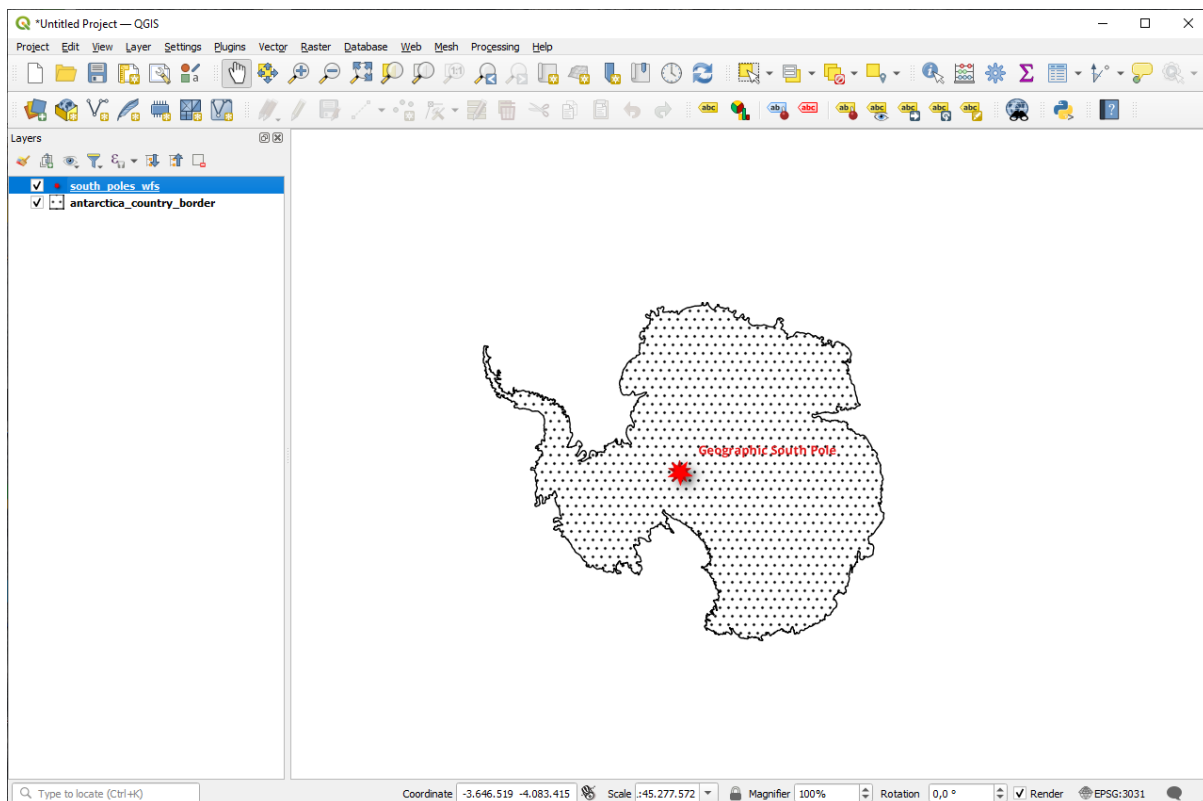 *Untitled Project — QGIS
Project Edit View Layer Settings Plugins Vector Raster Database Web Mesh Processing Help
Layers
south_poles_wfs
antarctica_country_border
Geographic South Pole
Type to locate (Ctrl+K) Coordinate -3.646.519 -4.083.415 Scale .:45.277.572 Magnifier 100% Rotation 0,0 ° Render EPSG:3031